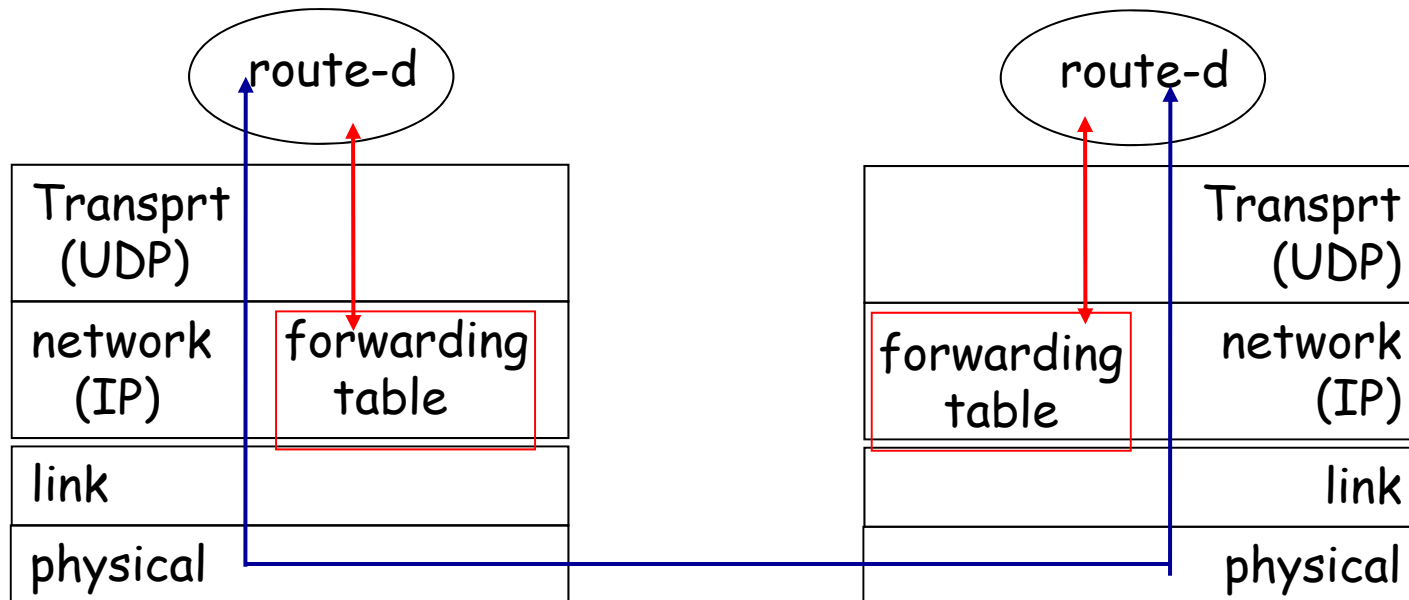 route-d
Transprt
(UDP)
network
(IP)
forwarding
table
link
physical
route-d
Transprt
(UDP)
forwarding
table
network
(IP)
link
physical